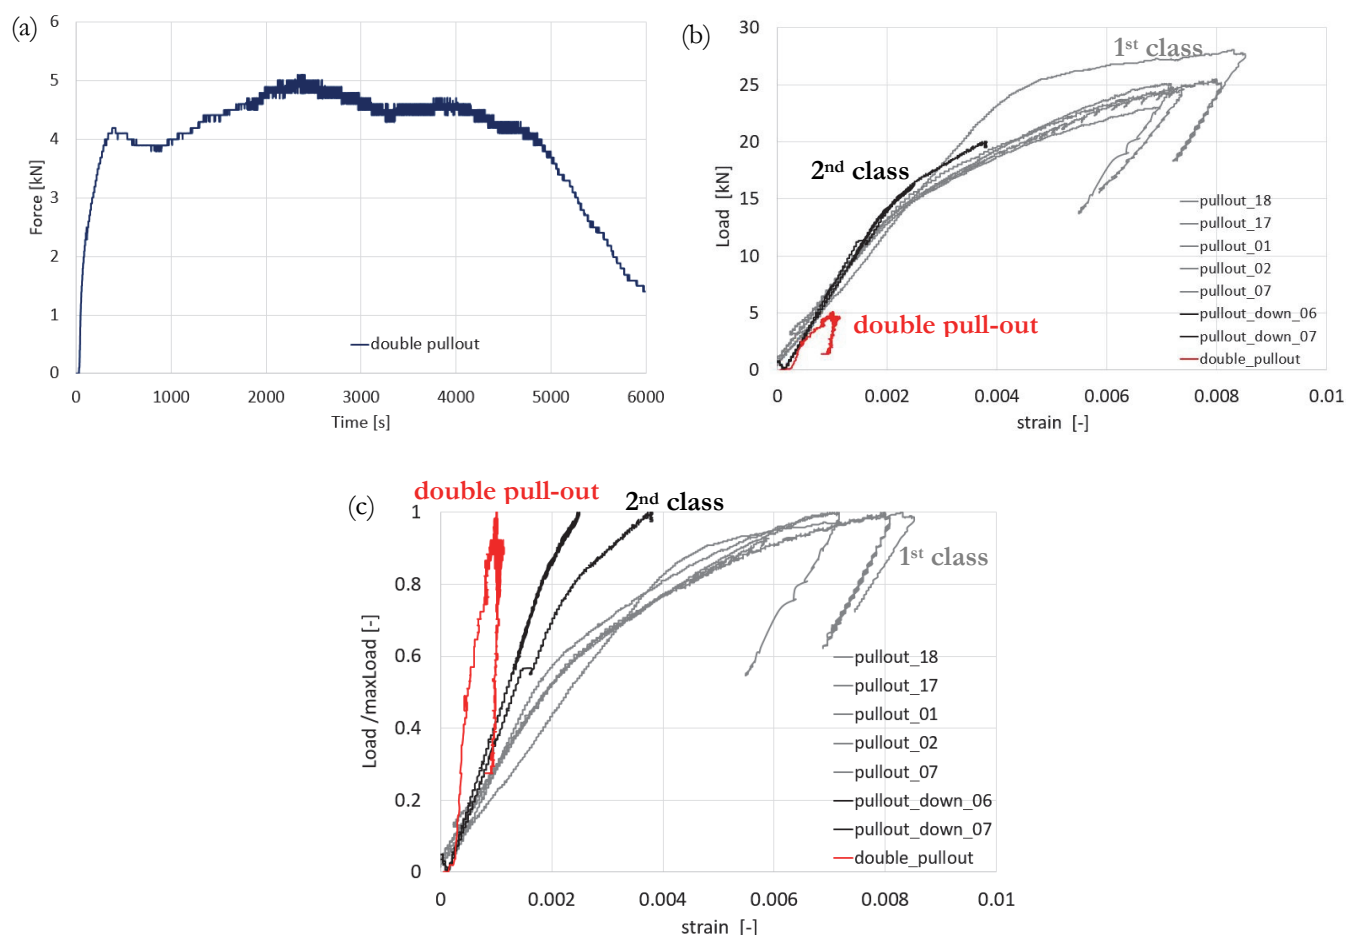 (a)
6
5
4
3
2
1
0
Force [kN]
0 1000 2000 3000 4000 5000 6000
Time [s]
double pullout
(b)
30
25
20
15
10
5
0
Load [kN]
0 0.002 0.004 0.006 0.008 0.01
strain [-]
1st class
2nd class
double pull-out
pullout_18
pullout_17
pullout_01
pullout_02
pullout_07
pullout_down_06
pullout_down_07
double_pullout
(c)
double pull-out
2nd class
1st class
1
0.8
0.6
0.4
0.2
0
Load /maxLoad [-]
0 0.002 0.004 0.006 0.008 0.01
strain [-]
pullout_18
pullout_17
pullout_01
pullout_02
pullout_07
pullout_down_06
pullout_down_07
double_pullout